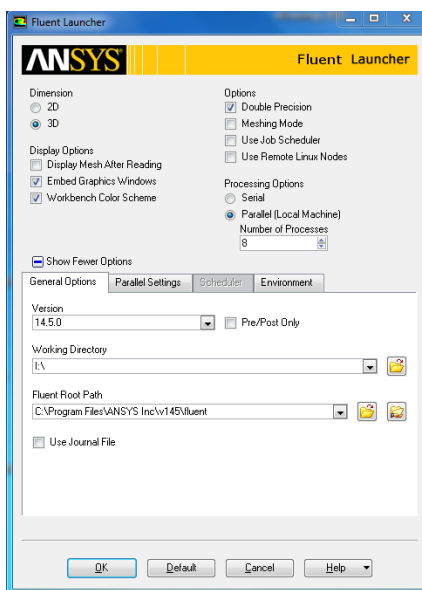 Fluent Launcher
ANSYS
Fluent Launcher
Dimension
2D
3D
Display Options
Display Mesh After Reading
Embed Graphics Windows
Workbench Color Scheme
Options
Double Precision
Meshing Mode
Use Job Scheduler
Use Remote Linux Nodes
Processing Options
Serial
Parallel (Local Machine)
Number of Processes
8
Show Fewer Options
General Options Parallel Settings Scheduler Environment
Version
14.5.0 Pre/Post Only
Working Directory
I:\
Fluent Root Path
C:\Program Files\ANSYS Inc\v145\fluent
Use Journal File
OK Default Cancel Help